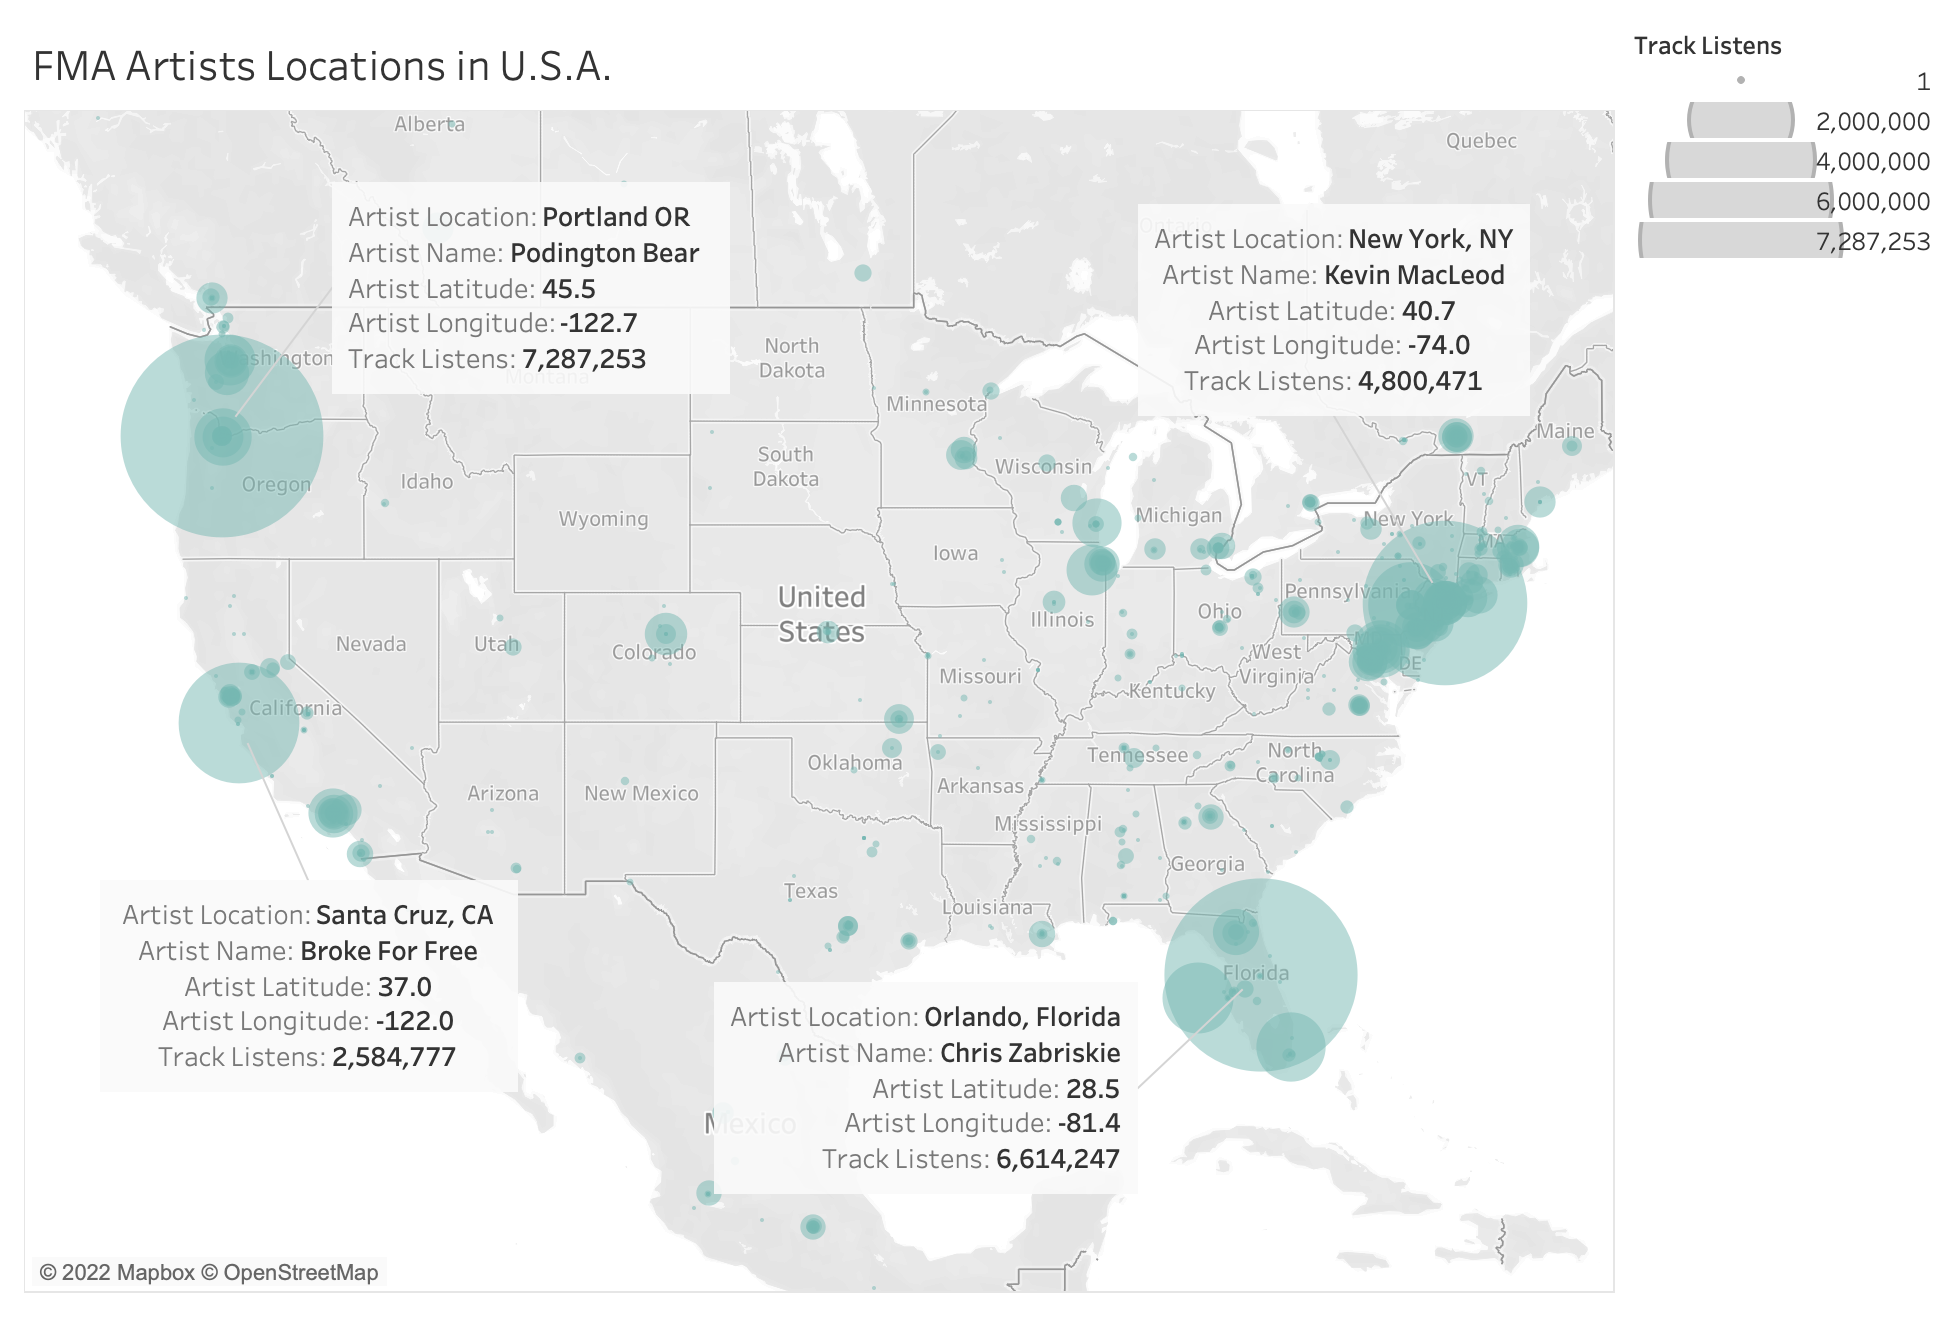 FMA Artists Locations in U.S.A.
Track Listens
1
2,000,000
4,000,000
6,000,000
7,287,253
Alberta
Quebec
Ontario
Artist Location: Portland OR
Artist Name: Podington Bear
Artist Latitude: 45.5
Artist Longitude: -122.7
Track Listens: 7,287,253
Artist Location: New York, NY
Artist Name: Kevin MacLeod
Artist Latitude: 40.7
Artist Longitude: -74.0
Track Listens: 4,800,471
Washington
Montana
North
Dakota
Minnesota
Maine
South
Dakota
Wisconsin
VT
Oregon
Idaho
Wyoming
Michigan
New York
MA
Iowa
United
States
Pennsylvania
Illinois
Ohio
Nevada
Utah
Colorado
West
Virginia
DE
Missouri
Kentucky
California
Oklahoma
Tennessee
North
Carolina
Arizona
New Mexico
Arkansas
Mississippi
Georgia
Texas
Louisiana
Florida
Artist Location: Santa Cruz, CA
Artist Name: Broke For Free
Artist Latitude: 37.0
Artist Longitude: -122.0
Track Listens: 2,584,777
Artist Location: Orlando, Florida
Artist Name: Chris Zabriskie
Artist Latitude: 28.5
Artist Longitude: -81.4
Track Listens: 6,614,247
Mexico
© 2022 Mapbox © OpenStreetMap